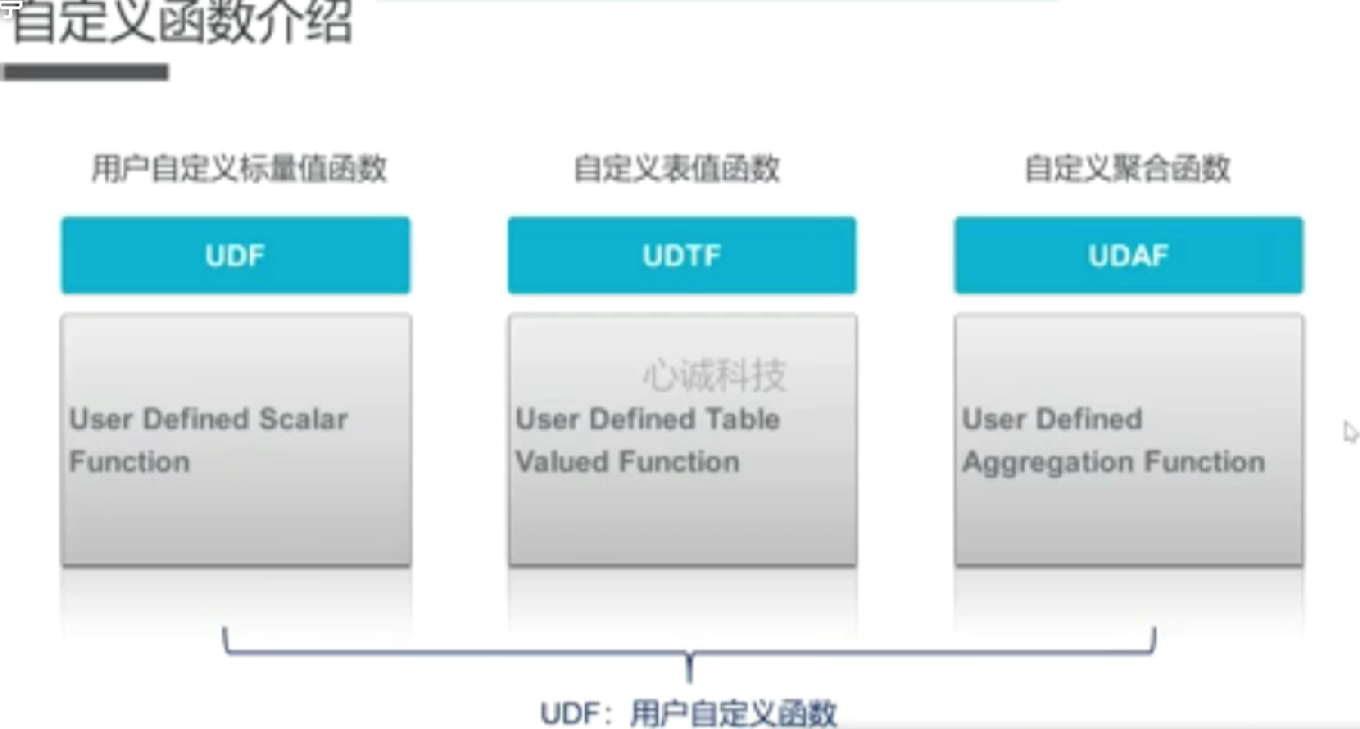 自定义函数介绍
用户自定义标量值函数
自定义表值函数
自定义聚合函数
UDF
UDTF
UDAF
User Defined Scalar
Function
心诚科技
User Defined Table
Valued Function
User Defined
Aggregation Function
UDF：用户自定义函数